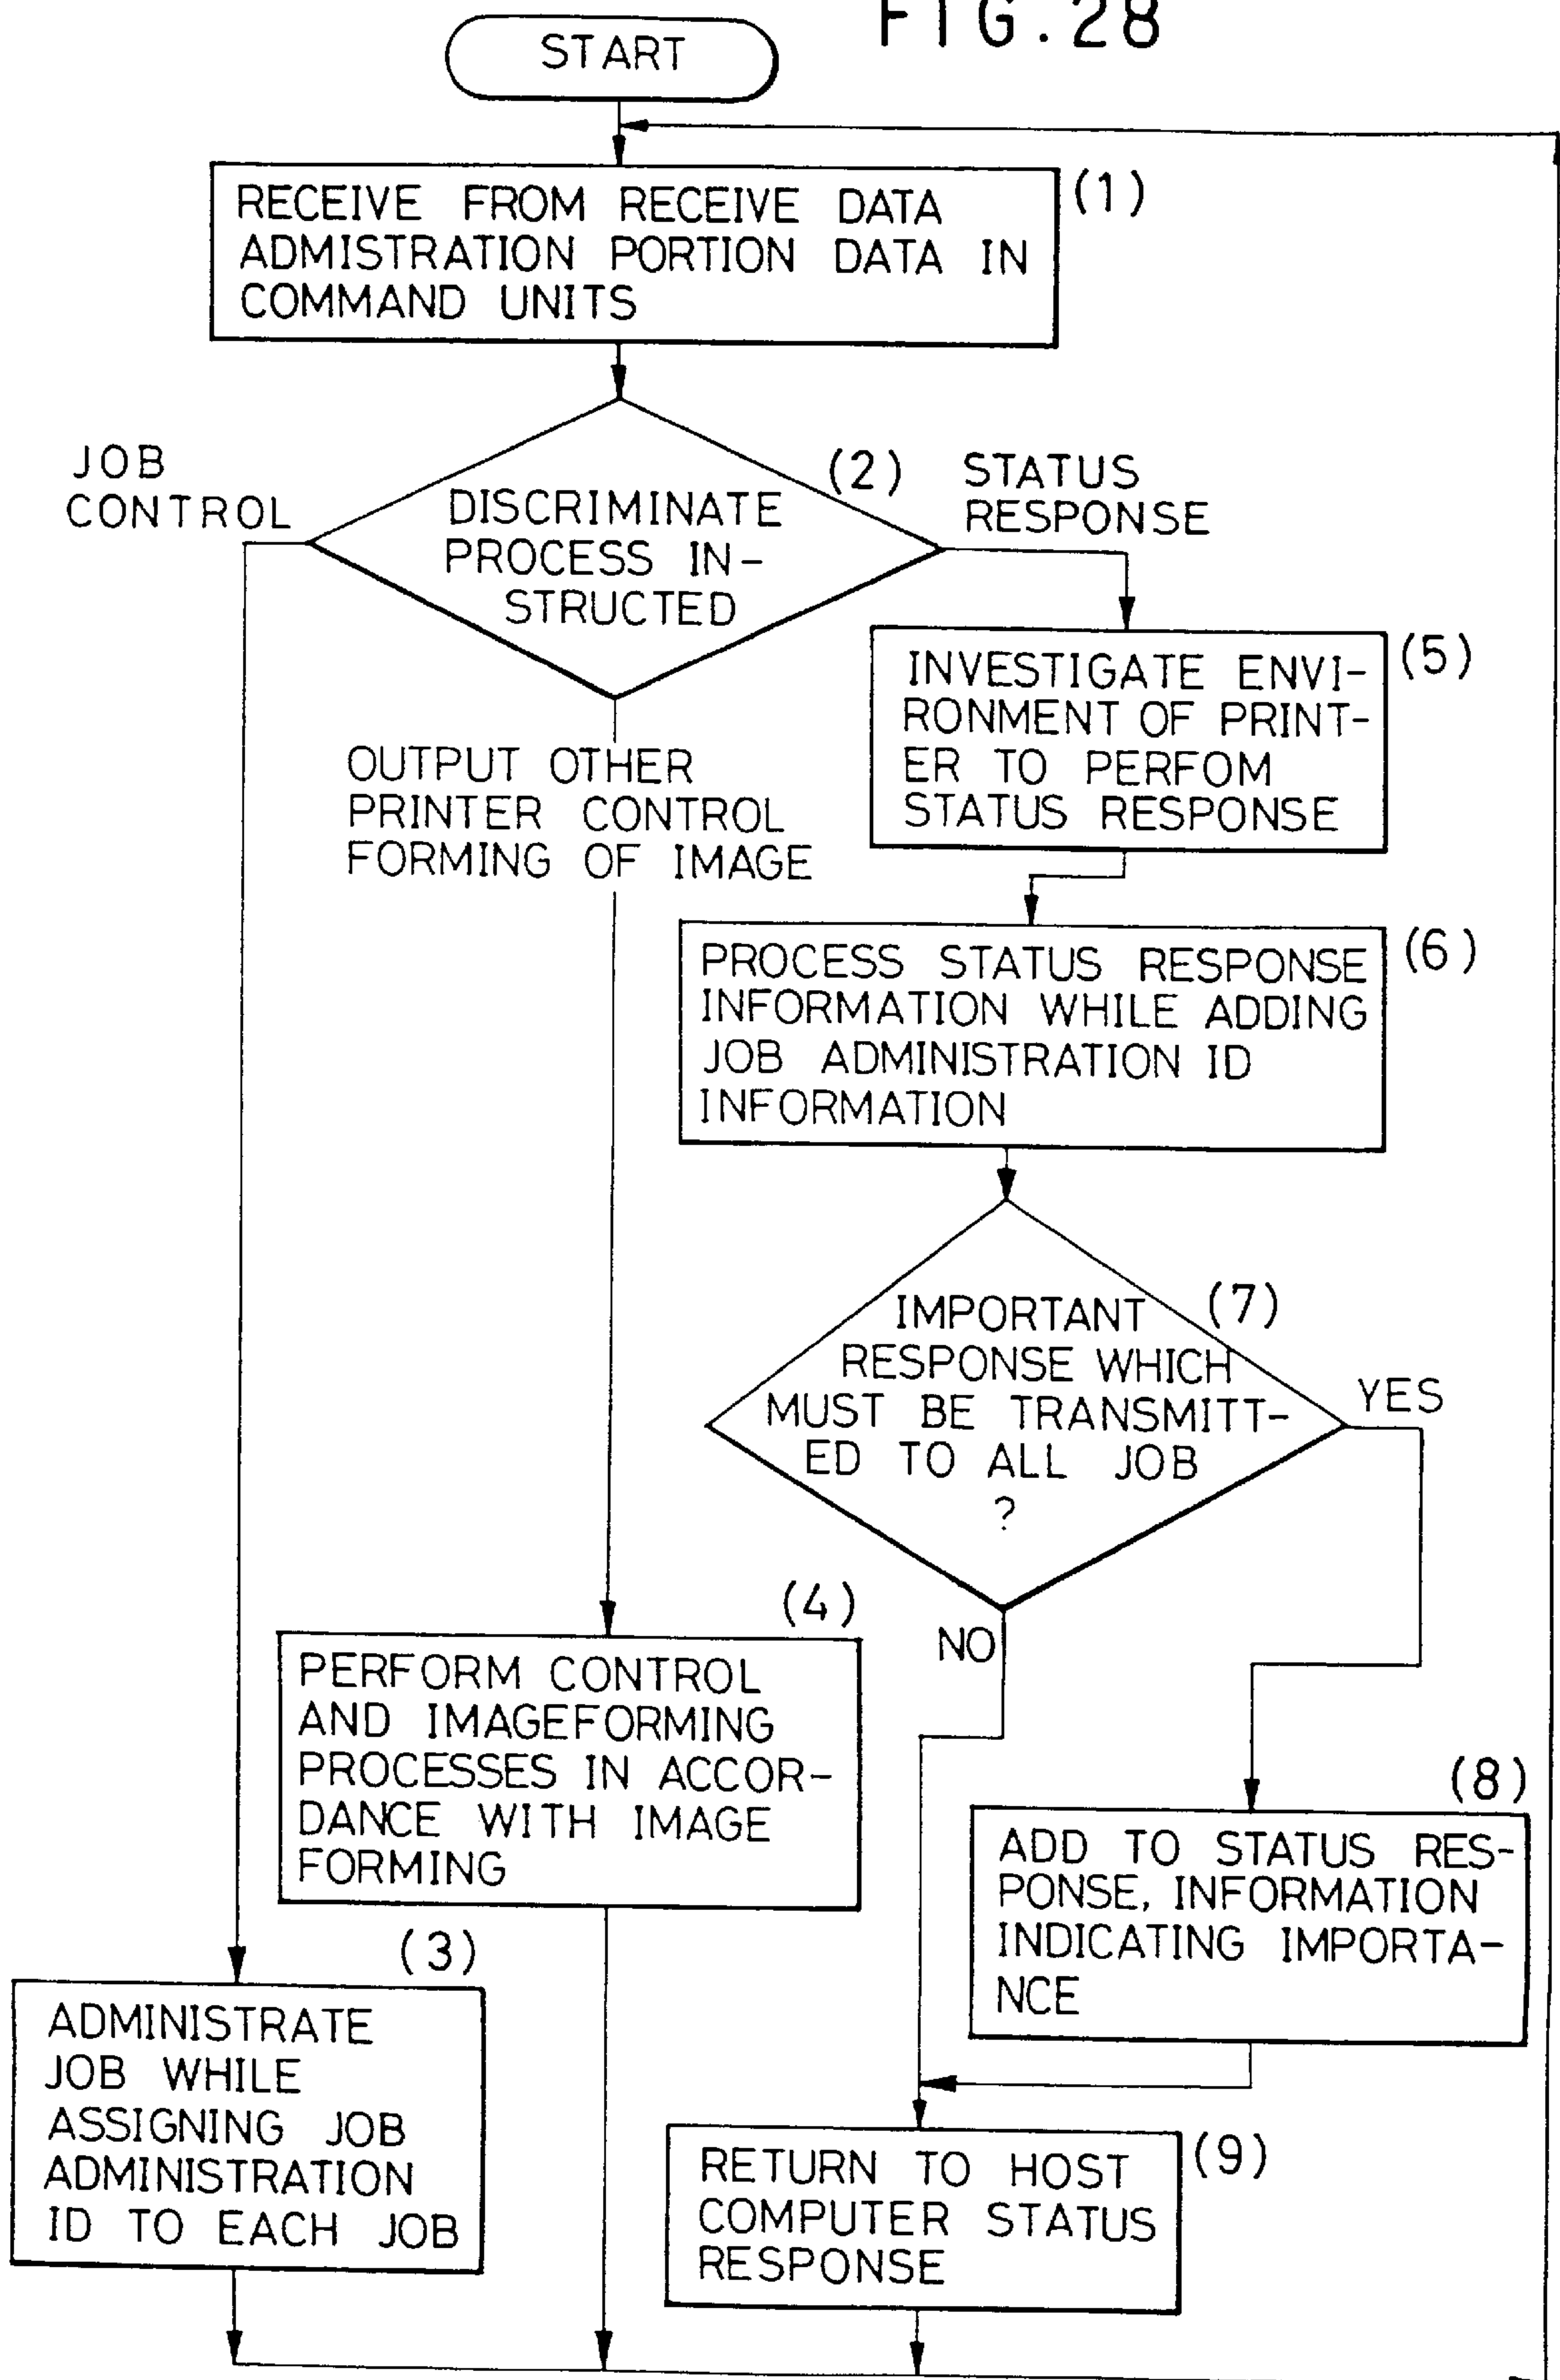 FIG.28
START
RECEIVE FROM RECEIVE DATA
ADMISTRATION PORTION DATA IN
COMMAND UNITS
(1)
JOB
CONTROL
(2)
DISCRIMINATE
PROCESS IN-
STRUCTED
STATUS
RESPONSE
OUTPUT OTHER
PRINTER CONTROL
FORMING OF IMAGE
(5)
INVESTIGATE ENVI-
RONMENT OF PRINT-
ER TO PERFOM
STATUS RESPONSE
(6)
PROCESS STATUS RESPONSE
INFORMATION WHILE ADDING
JOB ADMINISTRATION ID
INFORMATION
(7)
IMPORTANT
RESPONSE WHICH
MUST BE TRANSMITT-
ED TO ALL JOB
?
YES
NO
(4)
PERFORM CONTROL
AND IMAGEFORMING
PROCESSES IN ACCOR-
DANCE WITH IMAGE
FORMING
(8)
ADD TO STATUS RES-
PONSE, INFORMATION
INDICATING IMPORTA-
NCE
(3)
ADMINISTRATE
JOB WHILE
ASSIGNING JOB
ADMINISTRATION
ID TO EACH JOB
(9)
RETURN TO HOST
COMPUTER STATUS
RESPONSE